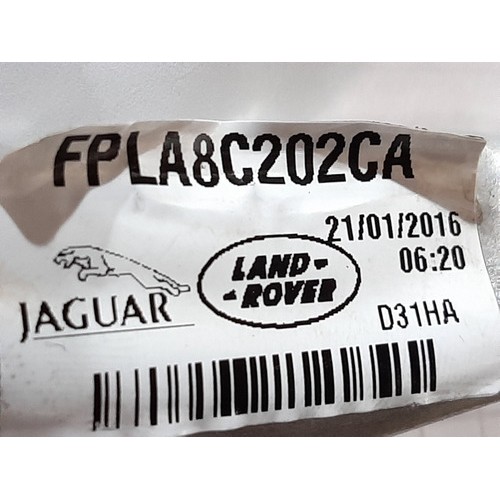 FPLA8C202CA
21/01/2016
06:20
JAGUAR
LAND-
-ROVER
D31HA